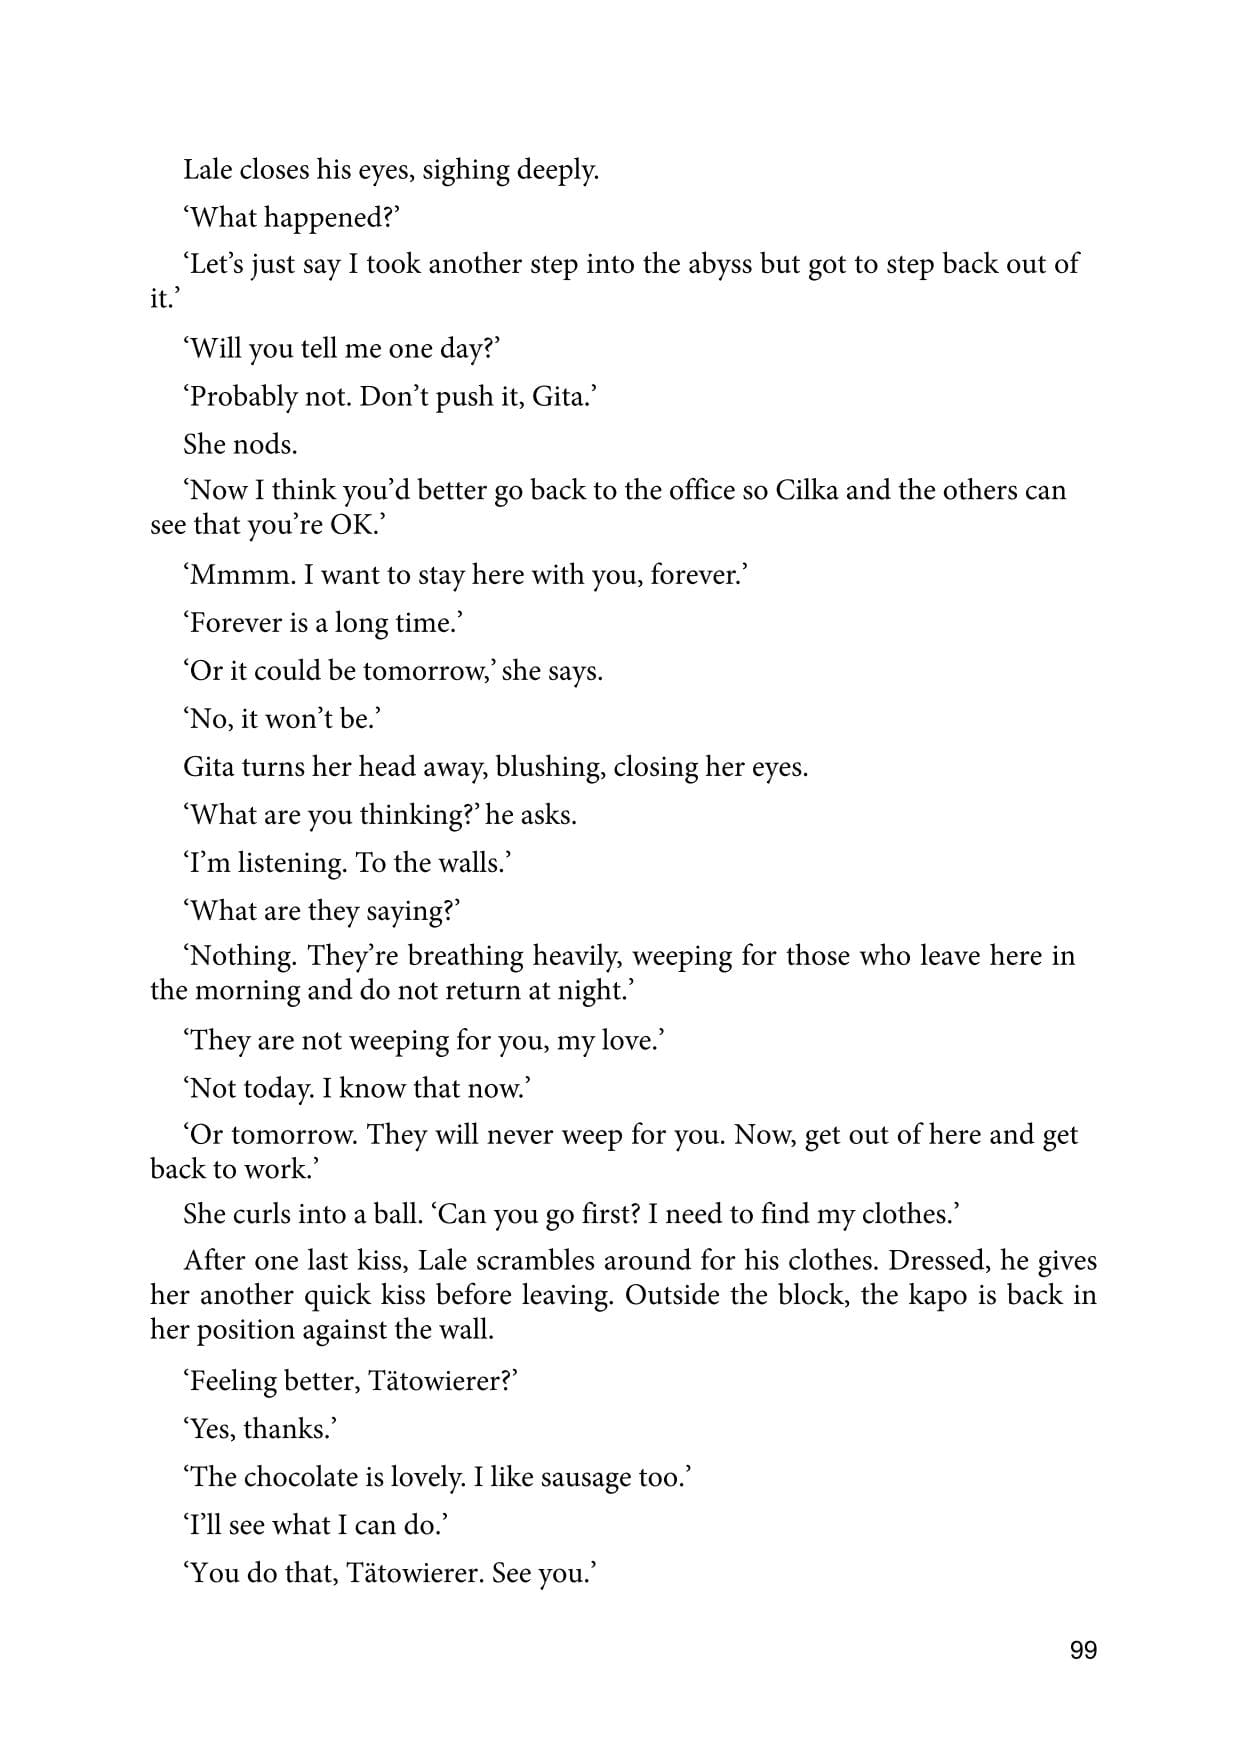 Lale closes his eyes, sighing deeply.
‘What happened?’
‘Let’s just say I took another step into the abyss but got to step back out of
it.’
‘Will you tell me one day?’
‘Probably not. Don’t push it, Gita.’
She nods.
‘Now I think you’d better go back to the office so Cilka and the others can
see that you’re OK.’
‘Mmmm. I want to stay here with you, forever.’
‘Forever is a long time.’
‘Or it could be tomorrow,’ she says.
‘No, it won’t be.’
Gita turns her head away, blushing, closing her eyes.
‘What are you thinking?’ he asks.
‘I’m listening. To the walls.’
‘What are they saying?’
‘Nothing. They’re breathing heavily, weeping for those who leave here in
the morning and do not return at night.’
‘They are not weeping for you, my love.’
‘Not today. I know that now.’
‘Or tomorrow. They will never weep for you. Now, get out of here and get
back to work.’
She curls into a ball. ‘Can you go first? I need to find my clothes.’
After one last kiss, Lale scrambles around for his clothes. Dressed, he gives
her another quick kiss before leaving. Outside the block, the kapo is back in
her position against the wall.
‘Feeling better, Tätowierer?’
‘Yes, thanks.’
‘The chocolate is lovely. I like sausage too.’
‘I’ll see what I can do.’
‘You do that, Tätowierer. See you.’
99